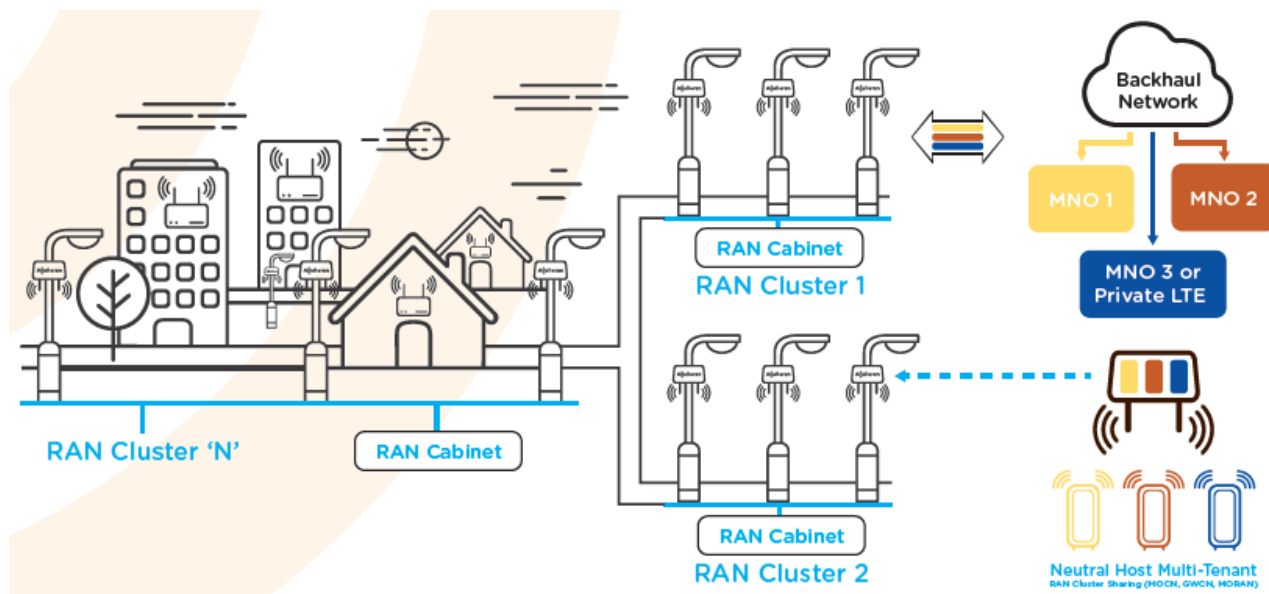 Backhaul
Network
MNO 1
MNO 2
MNO 3 or
Private LTE
RAN Cabinet
RAN Cluster 1
RAN Cluster 'N'
RAN Cabinet
RAN Cabinet
RAN Cluster 2
Neutral Host Multi-Tenant
RAN Cluster Sharing (MOCN, GWCN, MORAN)